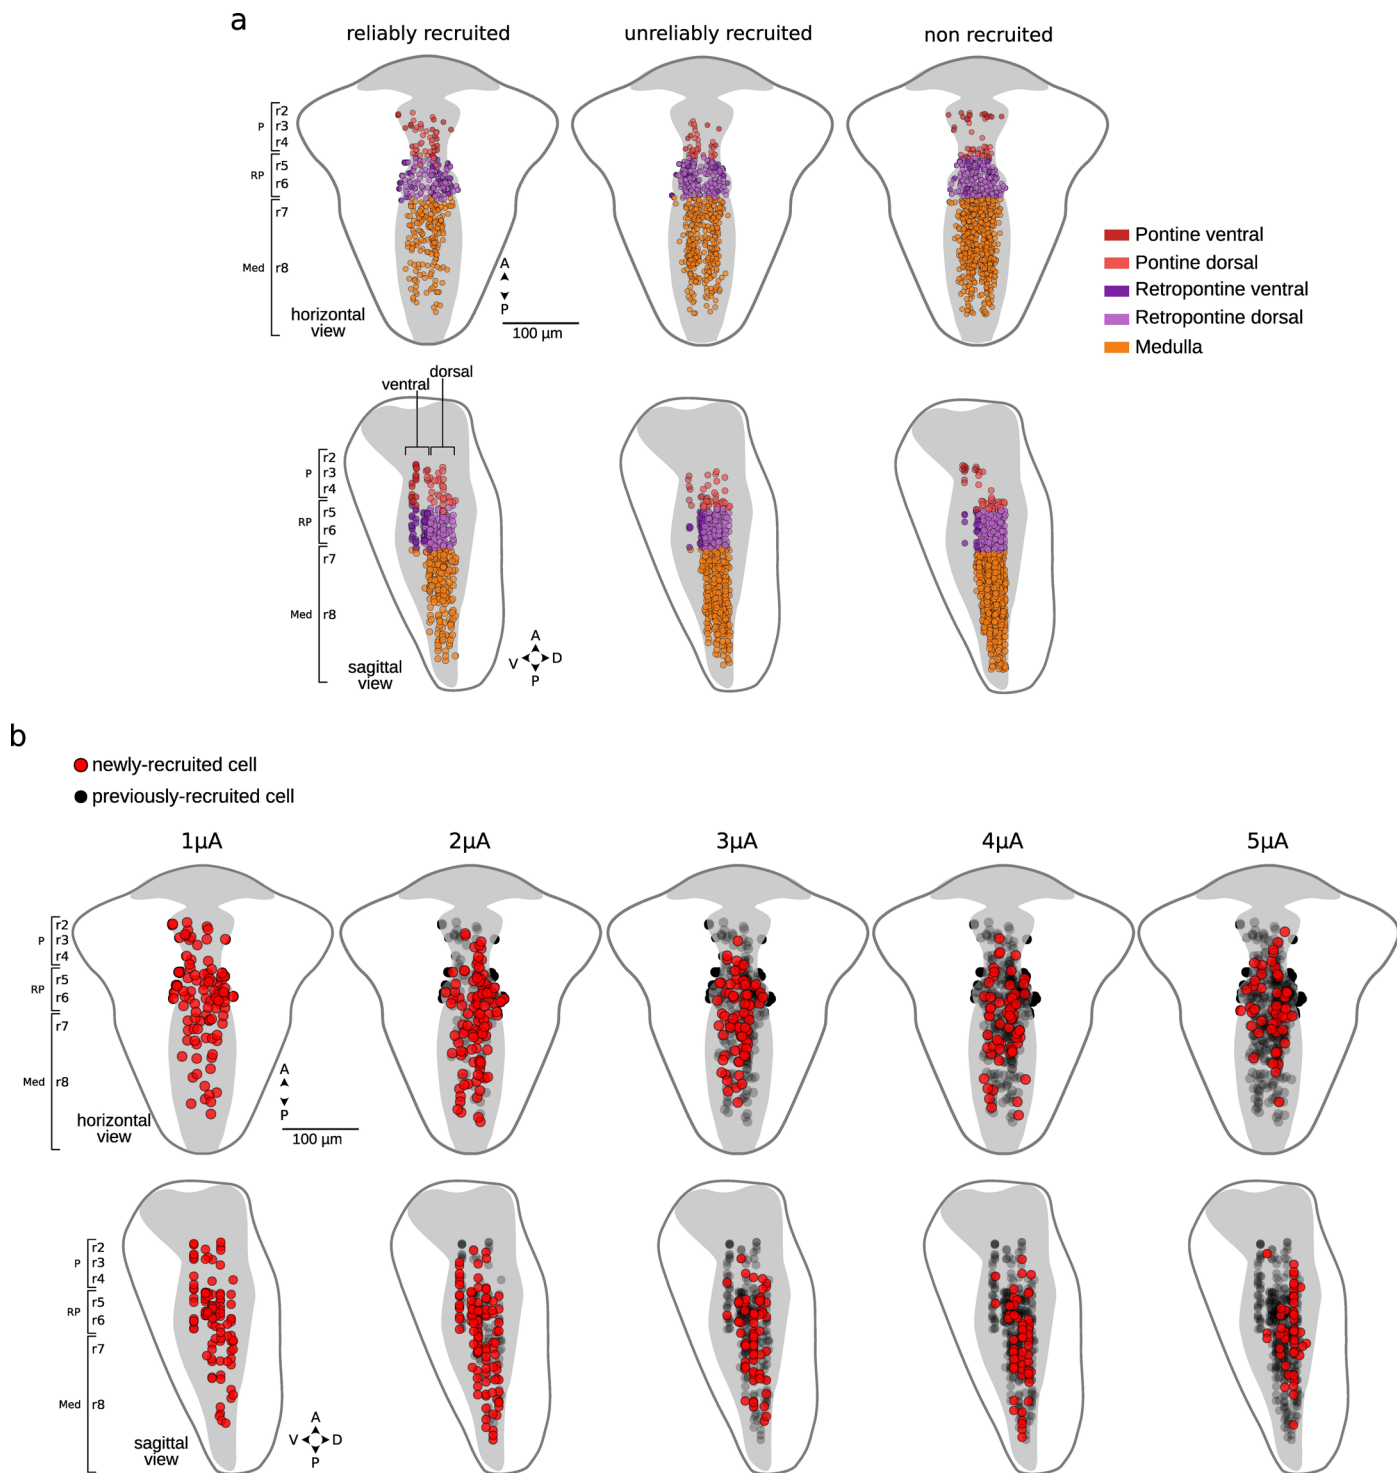 a
reliably recruited
unreliably recruited
non recruited
P
r2
r3
r4
RP
r5
r6
Med
r7
r8
horizontal
view
A
P
100 µm
Pontine ventral
Pontine dorsal
Retropontine ventral
Retropontine dorsal
Medulla
ventral
dorsal
P
r2
r3
r4
RP
r5
r6
Med
r7
r8
sagittal
view
A
V
D
P
b
newly-recruited cell
previously-recruited cell
1µA
2µA
3µA
4µA
5µA
P
r2
r3
r4
RP
r5
r6
Med
r7
r8
horizontal
view
A
P
100 µm
P
r2
r3
r4
RP
r5
r6
Med
r7
r8
sagittal
view
A
V
D
P